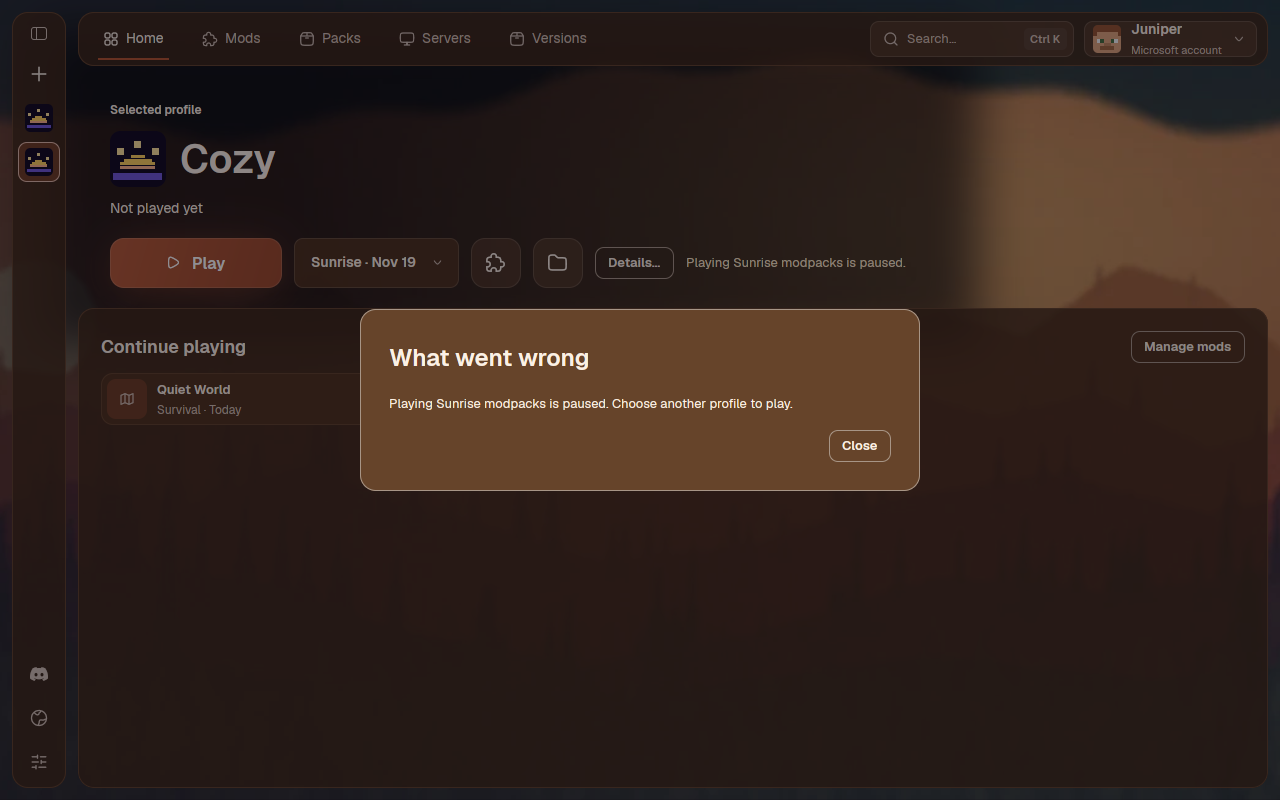 Home
Mods
Packs
Servers
Versions
Search...
Ctrl K
Juniper
Microsoft account
Selected profile
Cozy
Not played yet
Play
Sunrise · Nov 19
Details...
Playing Sunrise modpacks is paused.
Continue playing
Manage mods
Quiet World
Survival · Today
What went wrong
Playing Sunrise modpacks is paused. Choose another profile to play.
Close